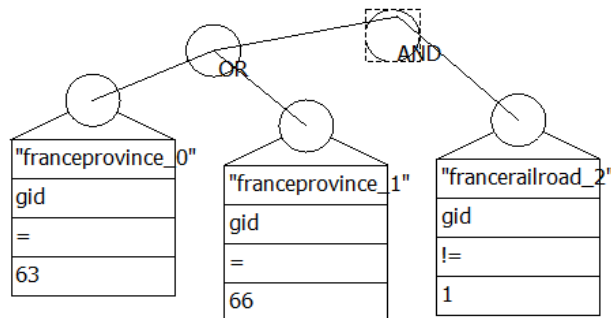 AND
OR
"franceprovince_0"
gid
=
63
"franceprovince_1"
gid
=
66
"francerailroad_2"
gid
!=
1